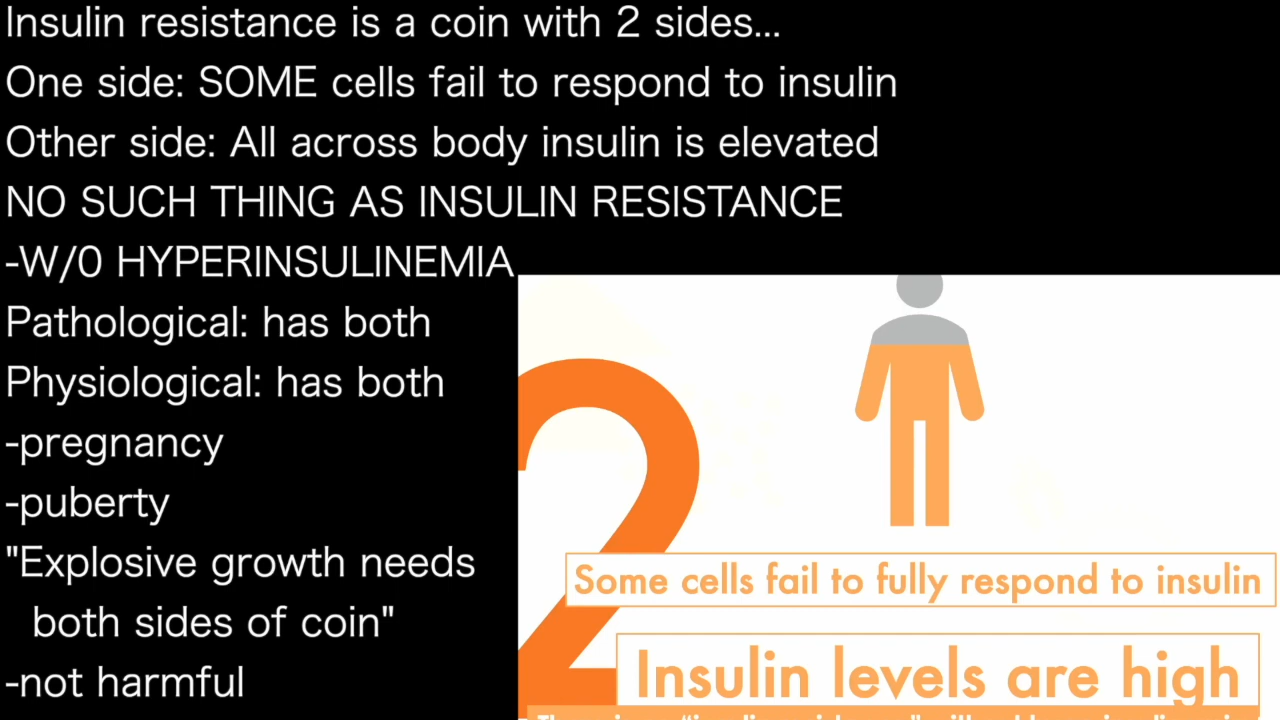 Insulin resistance is a coin with 2 sides...
One side: SOME cells fail to respond to insulin
Other side: All across body insulin is elevated
NO SUCH THING AS INSULIN RESISTANCE
-W/0 HYPERINSULINEMIA
Pathological: has both
Physiological: has both
-pregnancy
-puberty
"Explosive growth needs
both sides of coin"
-not harmful
2
Some cells fail to fully respond to insulin
Insulin levels are high